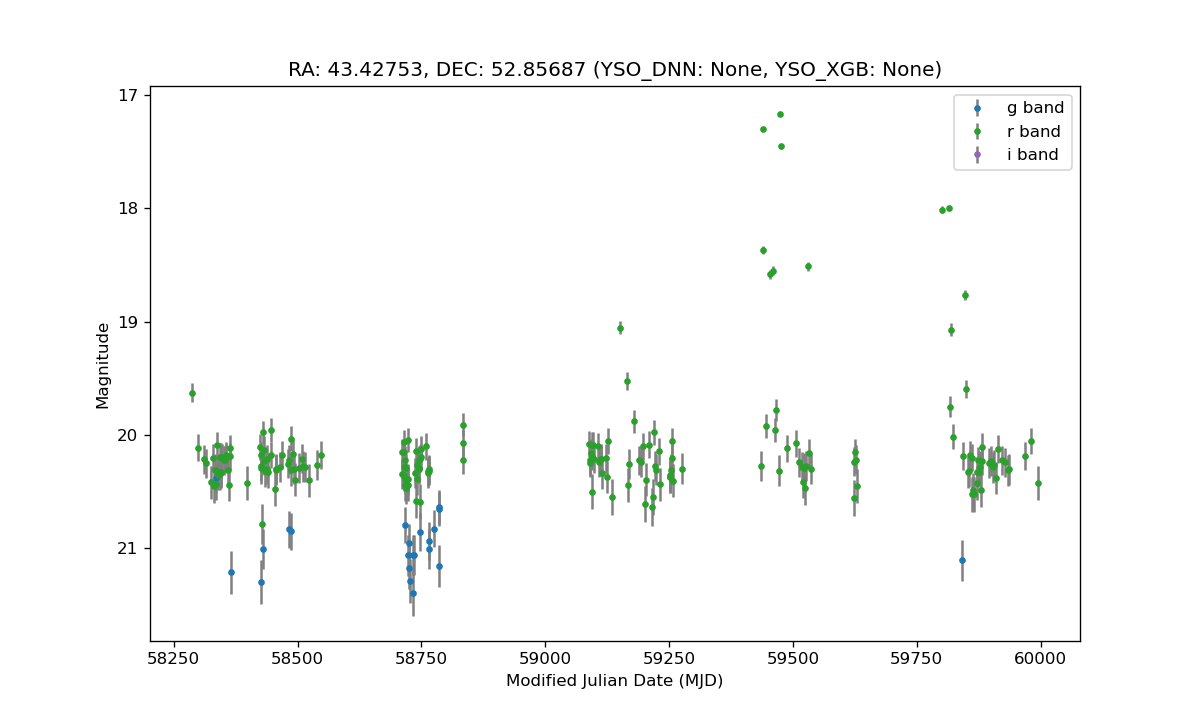 RA: 43.42753, DEC: 52.85687 (YSO_DNN: None, YSO_XGB: None)
g band
r band
i band
17
18
19
20
21
Magnitude
58250 58500 58750 59000 59250 59500 59750 60000
Modified Julian Date (MJD)